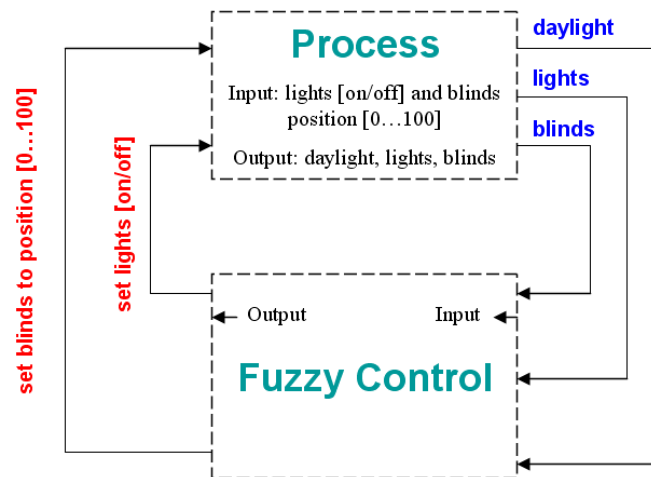 Process
Input: lights [on/off] and blinds
position [0...100]
Output: daylight, lights, blinds
daylight
lights
blinds
set blinds to position [0...100]
set lights [on/off]
Output
Input
Fuzzy Control